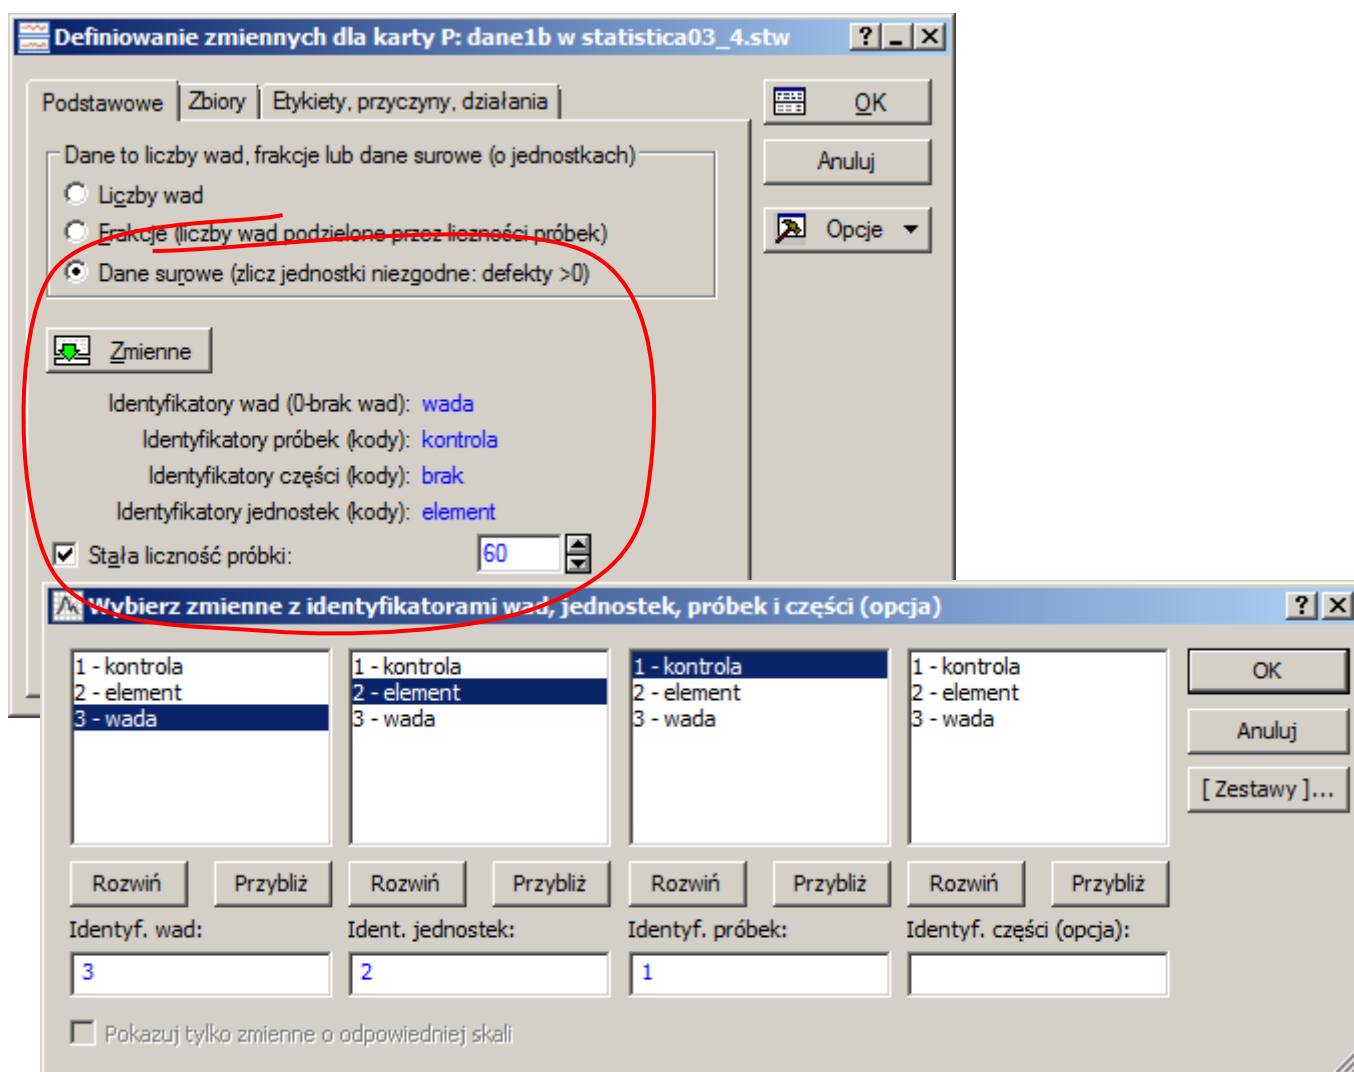 Definiowanie zmiennych dla karty P: dane1b w statistica03_4.stw
Podstawowe Zbiory Etykiety, przyczyny, działania
OK
Anuluj
Opcje
Dane to liczby wad, frakcje lub dane surowe (o jednostkach)
Liczby wad
Frakcje (liczby wad podzielone przez liczności próbek)
Dane surowe (zlicz jednostki niezgodne: defekty >0)
Zmienne
Identyfikatory wad (0-brak wad): wada
Identyfikatory próbek (kody): kontrola
Identyfikatory części (kody): brak
Identyfikatory jednostek (kody): element
Stała liczność próbki: 60
Wybierz zmienne z identyfikatorami wad, jednostek, próbek i części (opcja)
1 - kontrola 1 - kontrola 1 - kontrola 1 - kontrola
2 - element 2 - element 2 - element 2 - element
3 - wada 3 - wada 3 - wada 3 - wada
OK
Anuluj
[ Zestawy ]...
Rozwiń Przybliż Rozwiń Przybliż Rozwiń Przybliż Rozwiń Przybliż
Identyf. wad: Ident. jednostek: Identyf. próbek: Identyf. części (opcja):
3 2 1
Pokazuj tylko zmienne o odpowiedniej skali